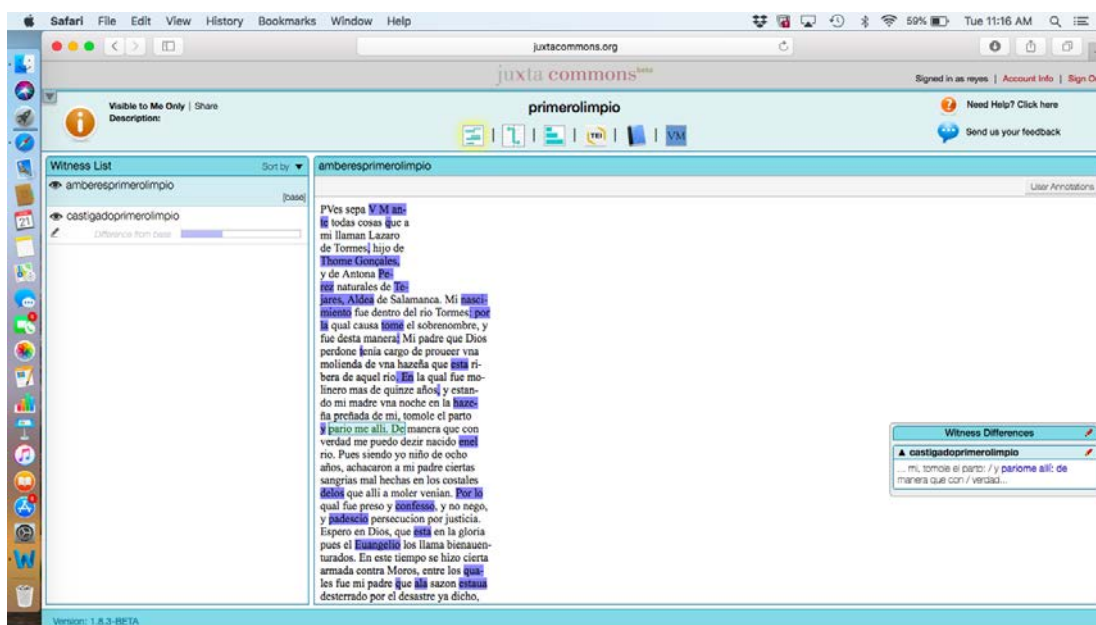 Safari File Edit View History Bookmarks Window Help 59% Tue 11:16 AM
juxtacommons.org
juxta commons beta
Signed in as reyes | Account Info | Sign O
Visible to Me Only | Share
Description:
primerolimpio
Need Help? Click here
Send us your feedback
TEI
VM
Witness List Sort by
amberesprimerolimpio
[base]
castigadoprimerolimpio
Difference from base
amberesprimerolimpio
User Annotations
PVes sepa V M an-
te todas cosas que a
mi llaman Lazaro
de Tormes, hijo de
Thome Gonçales,
y de Antona Pe-
rez naturales de Te-
jares, Aldea de Salamanca. Mi nasci-
miento fue dentro del rio Tormes: por
la qual causa tome el sobrenombre, y
fue desta manera: Mi padre que Dios
perdone tenia cargo de proueer vna
molienda de vna hazeña que esta ri-
bera de aquel rio. En la qual fue mo-
linero mas de quinze años, y estan-
do mi madre vna noche en la haze-
ña preñada de mi, tomole el parto
y pario me alli. De manera que con
verdad me puedo dezir nacido enel
rio. Pues siendo yo niño de ocho
años, achacaron a mi padre ciertas
sangrias mal hechas en los costales
delos que alli a moler venian. Por lo
qual fue preso y confesso, y no nego,
y padescio persecucion por justicia.
Espero en Dios, que esta en la gloria
pues el Euangelio los llama bienauen-
turados. En este tiempo se hizo cierta
armada contra Moros, entre los qua-
les fue mi padre que ala sazon estaua
desterrado por el desastre ya dicho,
Witness Differences
castigadoprimerolimpio
... mi, tomole el parto: / y pariome allí: de
manera que con / verdad...
21
Version: 1.8.3-BETA